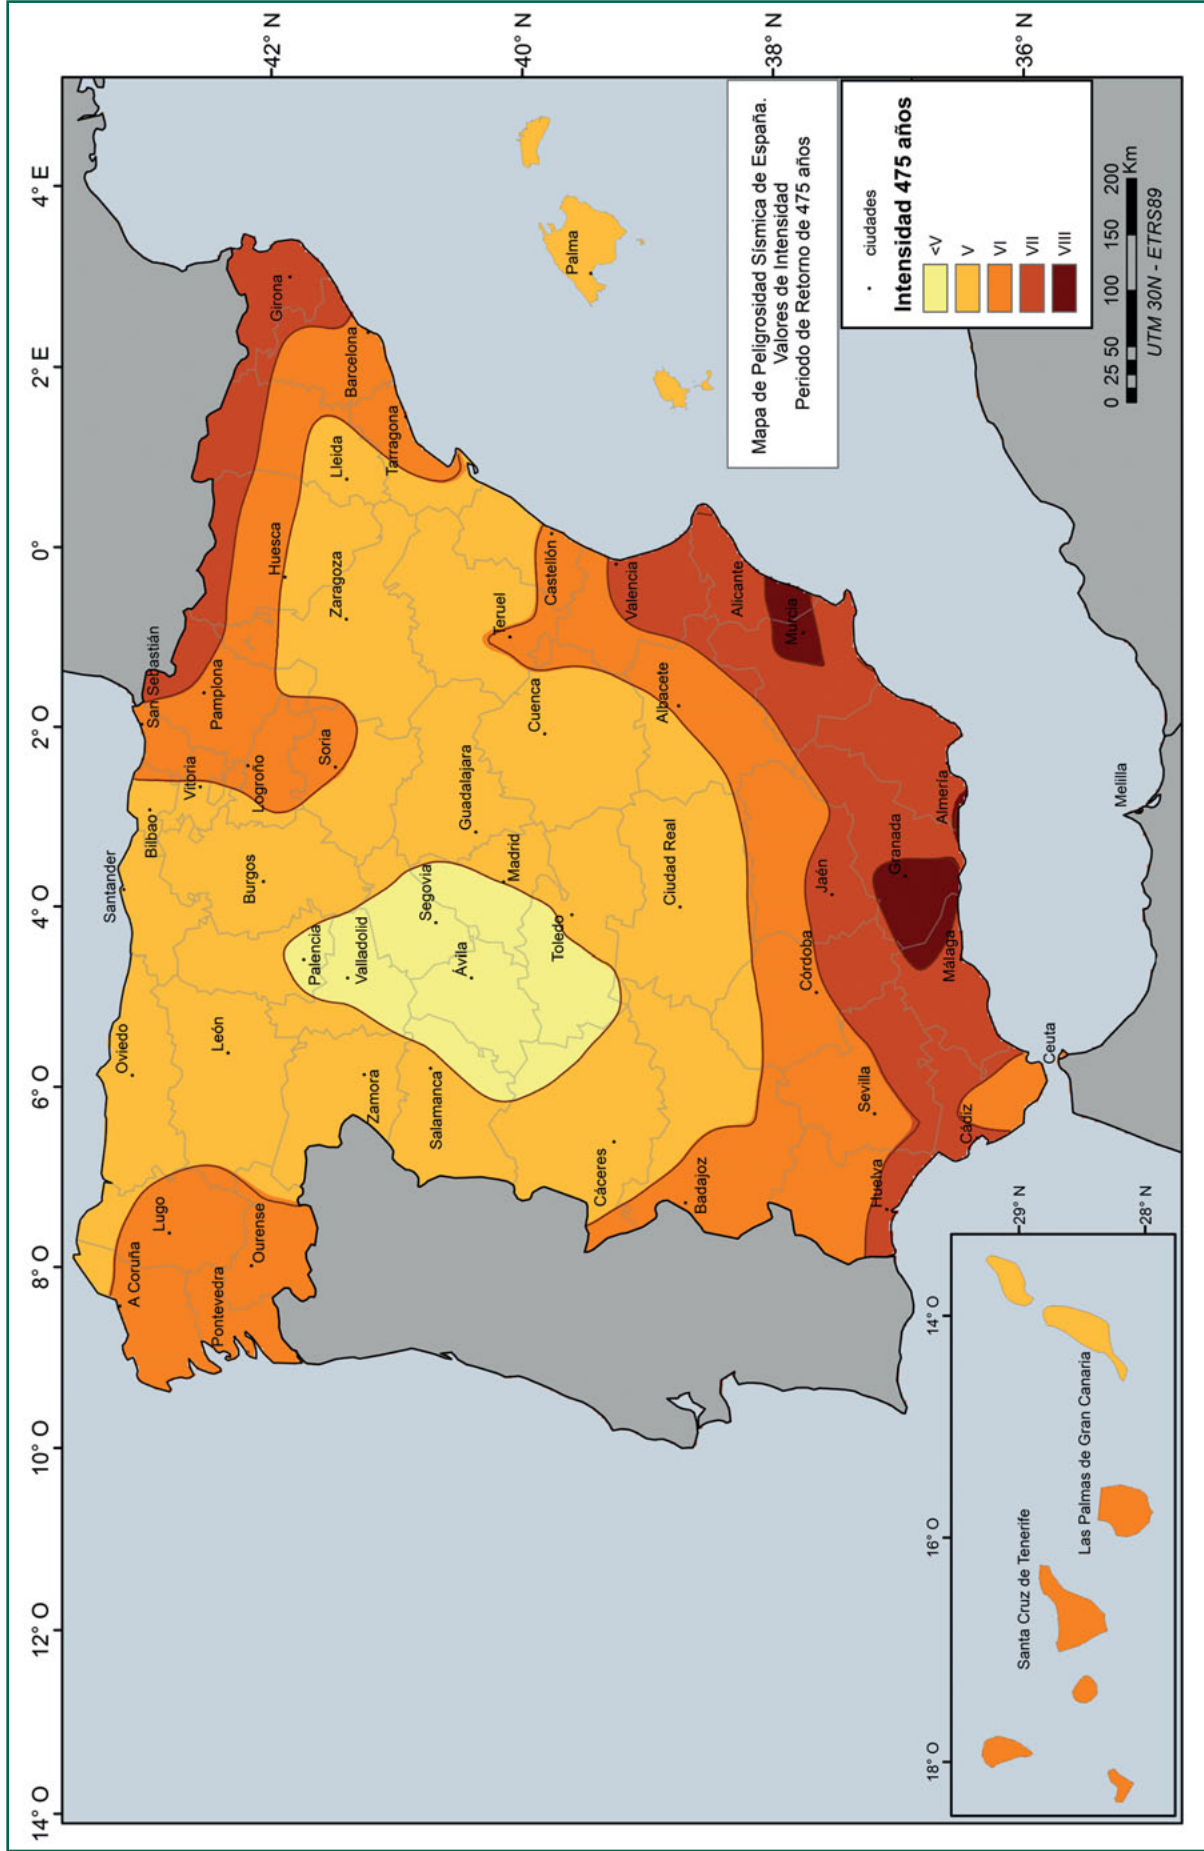 14° O
12° O
10° O
8° O
6° O
4° O
2° O
0°
2° E
4° E
42° N
40° N
38° N
36° N
A Coruña
Lugo
Pontevedra
Ourense
Oviedo
León
Santander
Bilbao
San Sebastián
Vitoria
Pamplona
Logroño
Burgos
Palencia
Soria
Huesca
Girona
Zamora
Valladolid
Zaragoza
Lleida
Barcelona
Tarragona
Salamanca
Segovia
Ávila
Guadalajara
Madrid
Teruel
Toledo
Cuenca
Castellón
Palma
Cáceres
Valencia
Ciudad Real
Albacete
Badajoz
Alicante
Murcia
Córdoba
Jaén
Sevilla
Huelva
Granada
Almería
Málaga
Cádiz
Ceuta
Melilla
Mapa de Peligrosidad Sísmica de España.
Valores de Intensidad
Periodo de Retorno de 475 años
ciudades
Intensidad 475 años
<V
V
VI
VII
VIII
0 25 50 100 150 200
Km
UTM 30N - ETRS89
18° O
16° O
14° O
29° N
28° N
Santa Cruz de Tenerife
Las Palmas de Gran Canaria